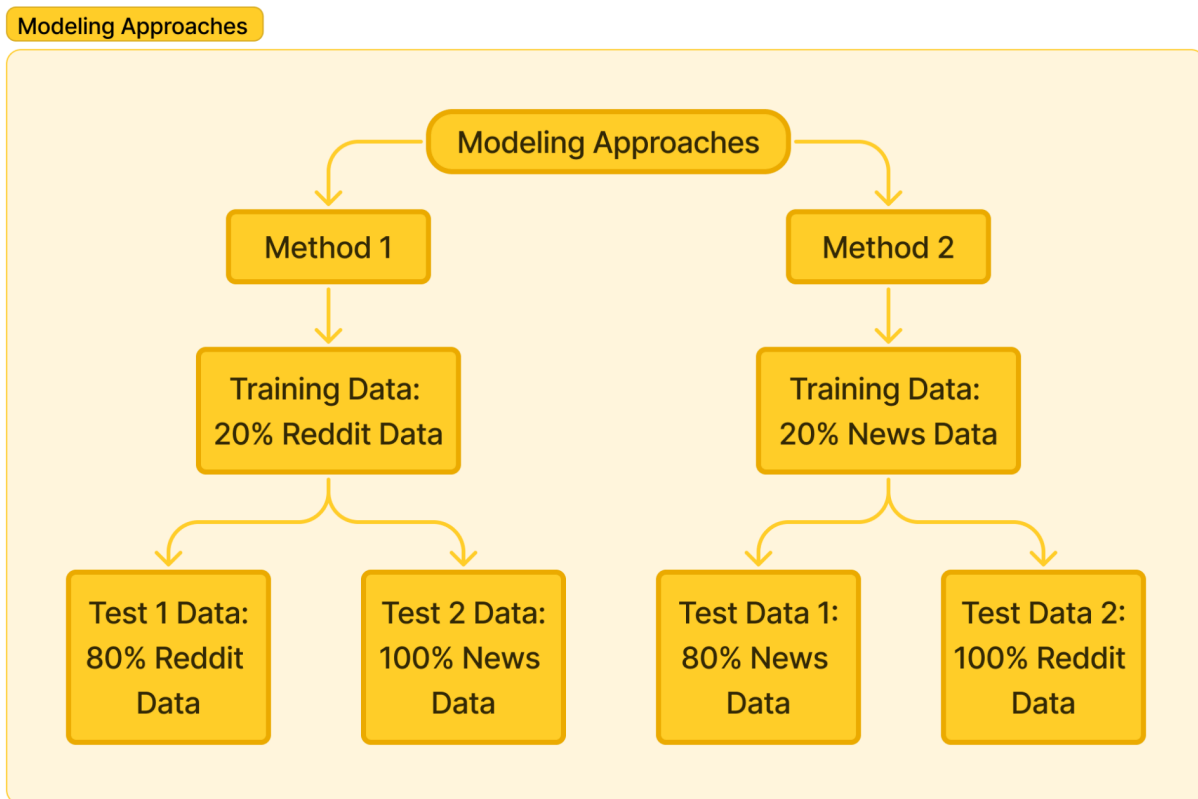 Modeling Approaches
Modeling Approaches
Method 1
Method 2
Training Data:
20% Reddit Data
Training Data:
20% News Data
Test 1 Data:
80% Reddit
Data
Test 2 Data:
100% News
Data
Test Data 1:
80% News
Data
Test Data 2:
100% Reddit
Data